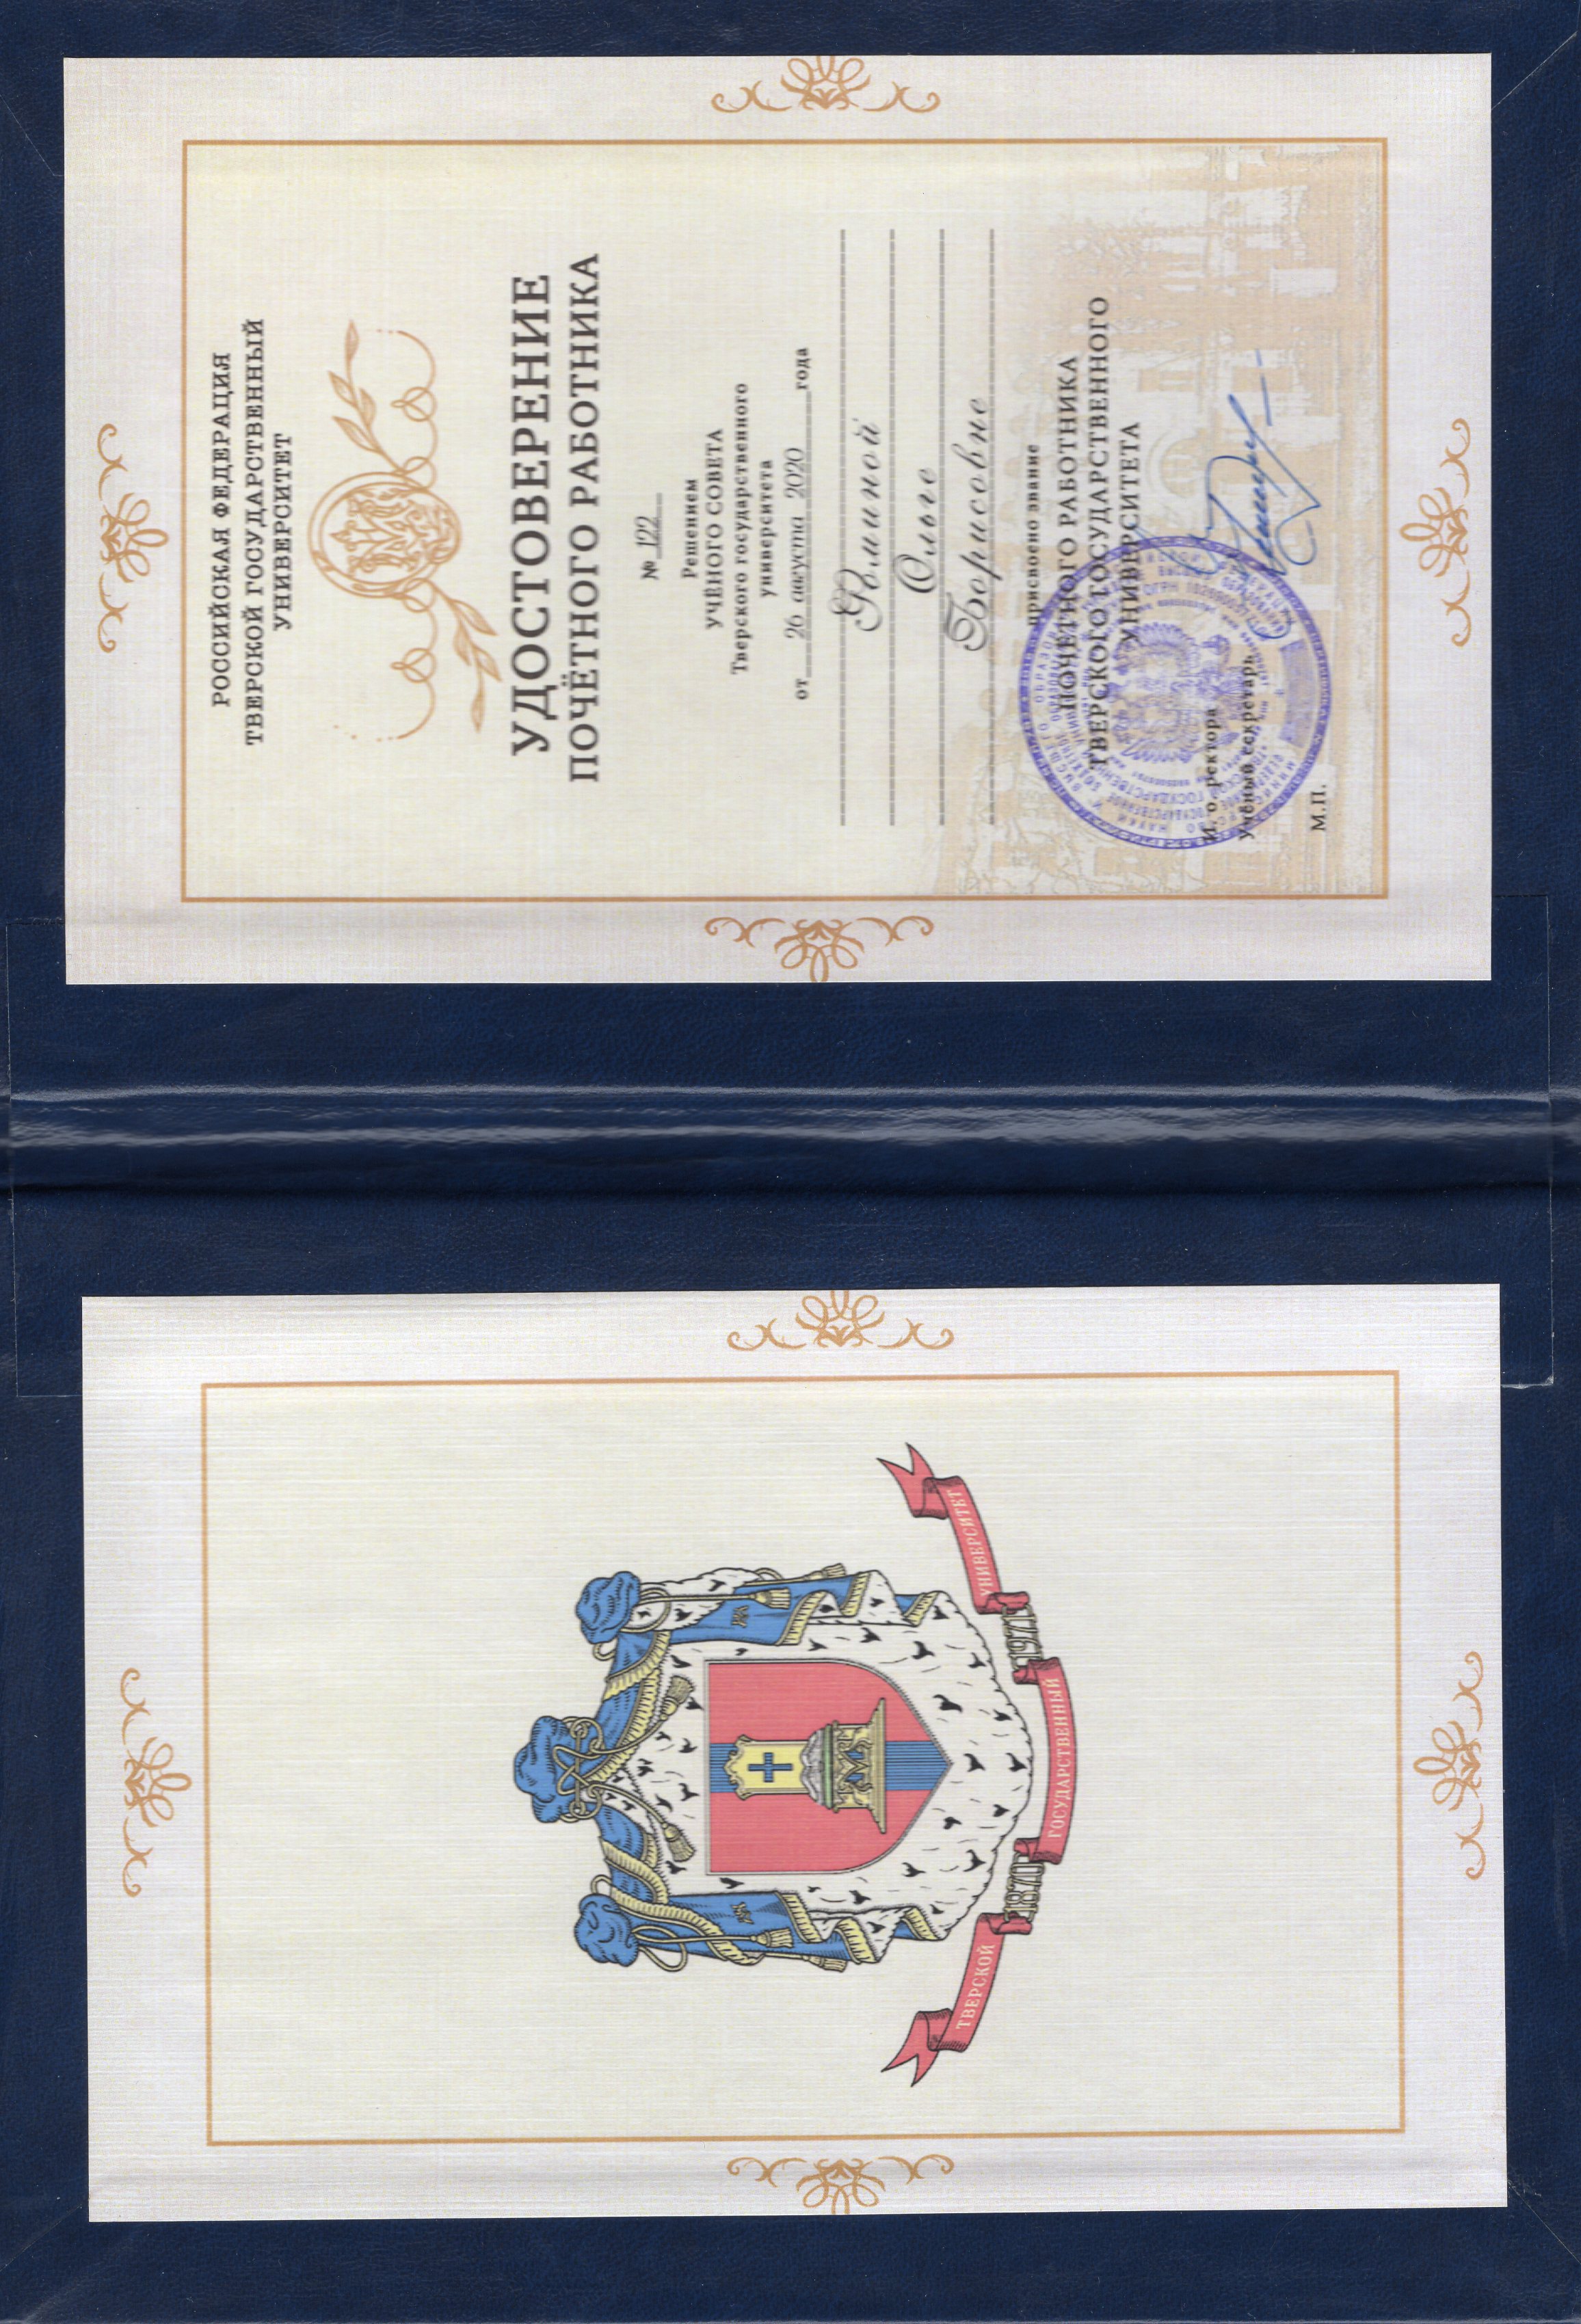 ТВЕРСКОЙ
1870
ГОСУДАРСТВЕННЫЙ
1971
УНИВЕРСИТЕТ
РОССИЙСКАЯ ФЕДЕРАЦИЯ
ТВЕРСКОЙ ГОСУДАРСТВЕННЫЙ
УНИВЕРСИТЕТ
УДОСТОВЕРЕНИЕ
ПОЧЁТНОГО РАБОТНИКА
№ 122
Решением
УЧЁНОГО СОВЕТА
Тверского государственного
университета
от 26 августа 2020 года
Фоминой
Ольге
Борисовне
присвоено звание
ПОЧЁТНОГО РАБОТНИКА
ТВЕРСКОГО ГОСУДАРСТВЕННОГО
УНИВЕРСИТЕТА
И. о. ректора
Учёный секретарь
М.П.